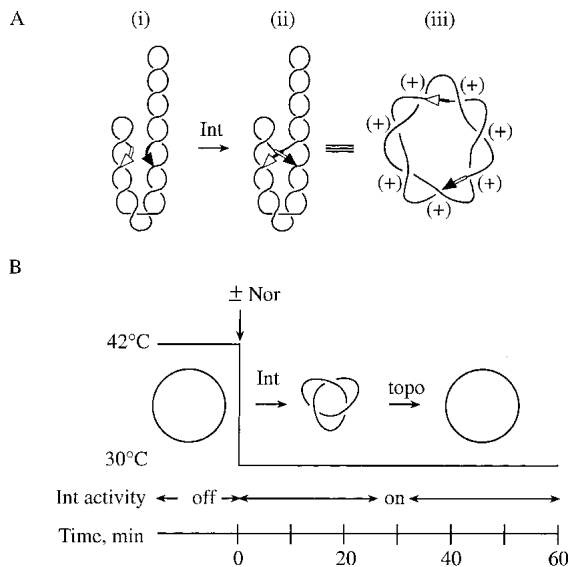 A
(i) (ii) (iii)
Int
(+) (+)
(+) (+)
(+) (+)
(+)
B
± Nor
42°C
Int
topo
30°C
Int activity off on
Time, min
0 20 40 60